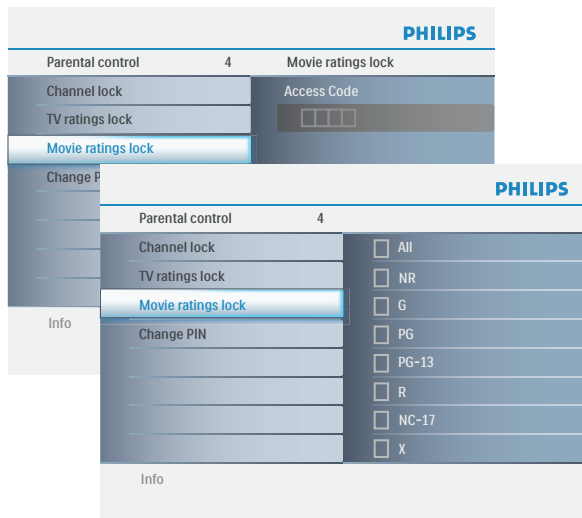 PHILIPS
Parental control 4 Movie ratings lock
Channel lock Access Code
TV ratings lock
Movie ratings lock
Change P
Info
PHILIPS
Parental control 4
Channel lock All
TV ratings lock NR
Movie ratings lock G
Change PIN PG
PG-13
R
NC-17
X
Info